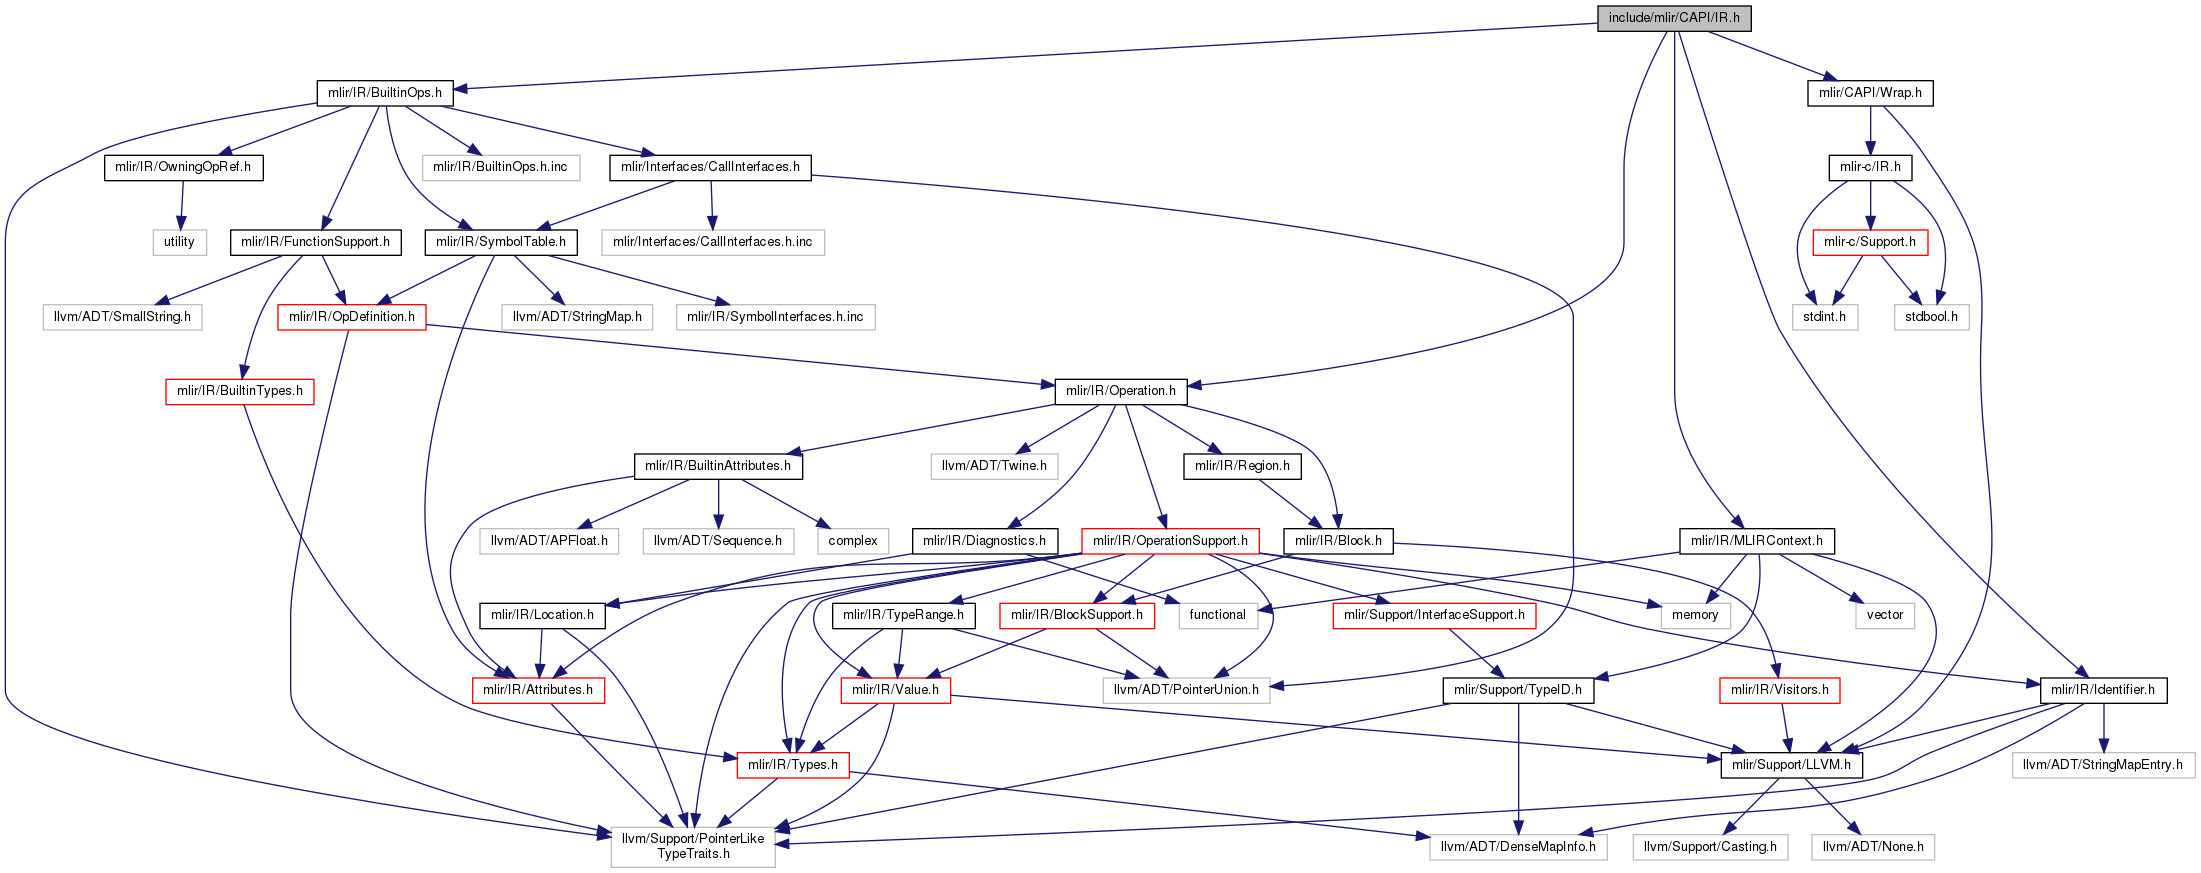 include/mlir/CAPI/IR.h
mlir/IR/BuiltinOps.h
mlir/CAPI/Wrap.h
mlir/IR/OwningOpRef.h
mlir/IR/BuiltinOps.h.inc
mlir/Interfaces/CallInterfaces.h
mlir-c/IR.h
utility
mlir/IR/FunctionSupport.h
mlir/IR/SymbolTable.h
mlir/Interfaces/CallInterfaces.h.inc
mlir-c/Support.h
llvm/ADT/SmallString.h
mlir/IR/OpDefinition.h
llvm/ADT/StringMap.h
mlir/IR/SymbolInterfaces.h.inc
stdint.h
stdbool.h
mlir/IR/BuiltinTypes.h
mlir/IR/Operation.h
mlir/IR/BuiltinAttributes.h
llvm/ADT/Twine.h
mlir/IR/Region.h
llvm/ADT/APFloat.h
llvm/ADT/Sequence.h
complex
mlir/IR/Diagnostics.h
mlir/IR/OperationSupport.h
mlir/IR/Block.h
mlir/IR/MLIRContext.h
mlir/IR/Location.h
mlir/IR/TypeRange.h
mlir/IR/BlockSupport.h
functional
mlir/Support/InterfaceSupport.h
memory
vector
mlir/IR/Attributes.h
mlir/IR/Value.h
llvm/ADT/PointerUnion.h
mlir/Support/TypeID.h
mlir/IR/Visitors.h
mlir/IR/Identifier.h
mlir/IR/Types.h
mlir/Support/LLVM.h
llvm/ADT/StringMapEntry.h
llvm/Support/PointerLike
TypeTraits.h
llvm/ADT/DenseMapInfo.h
llvm/Support/Casting.h
llvm/ADT/None.h